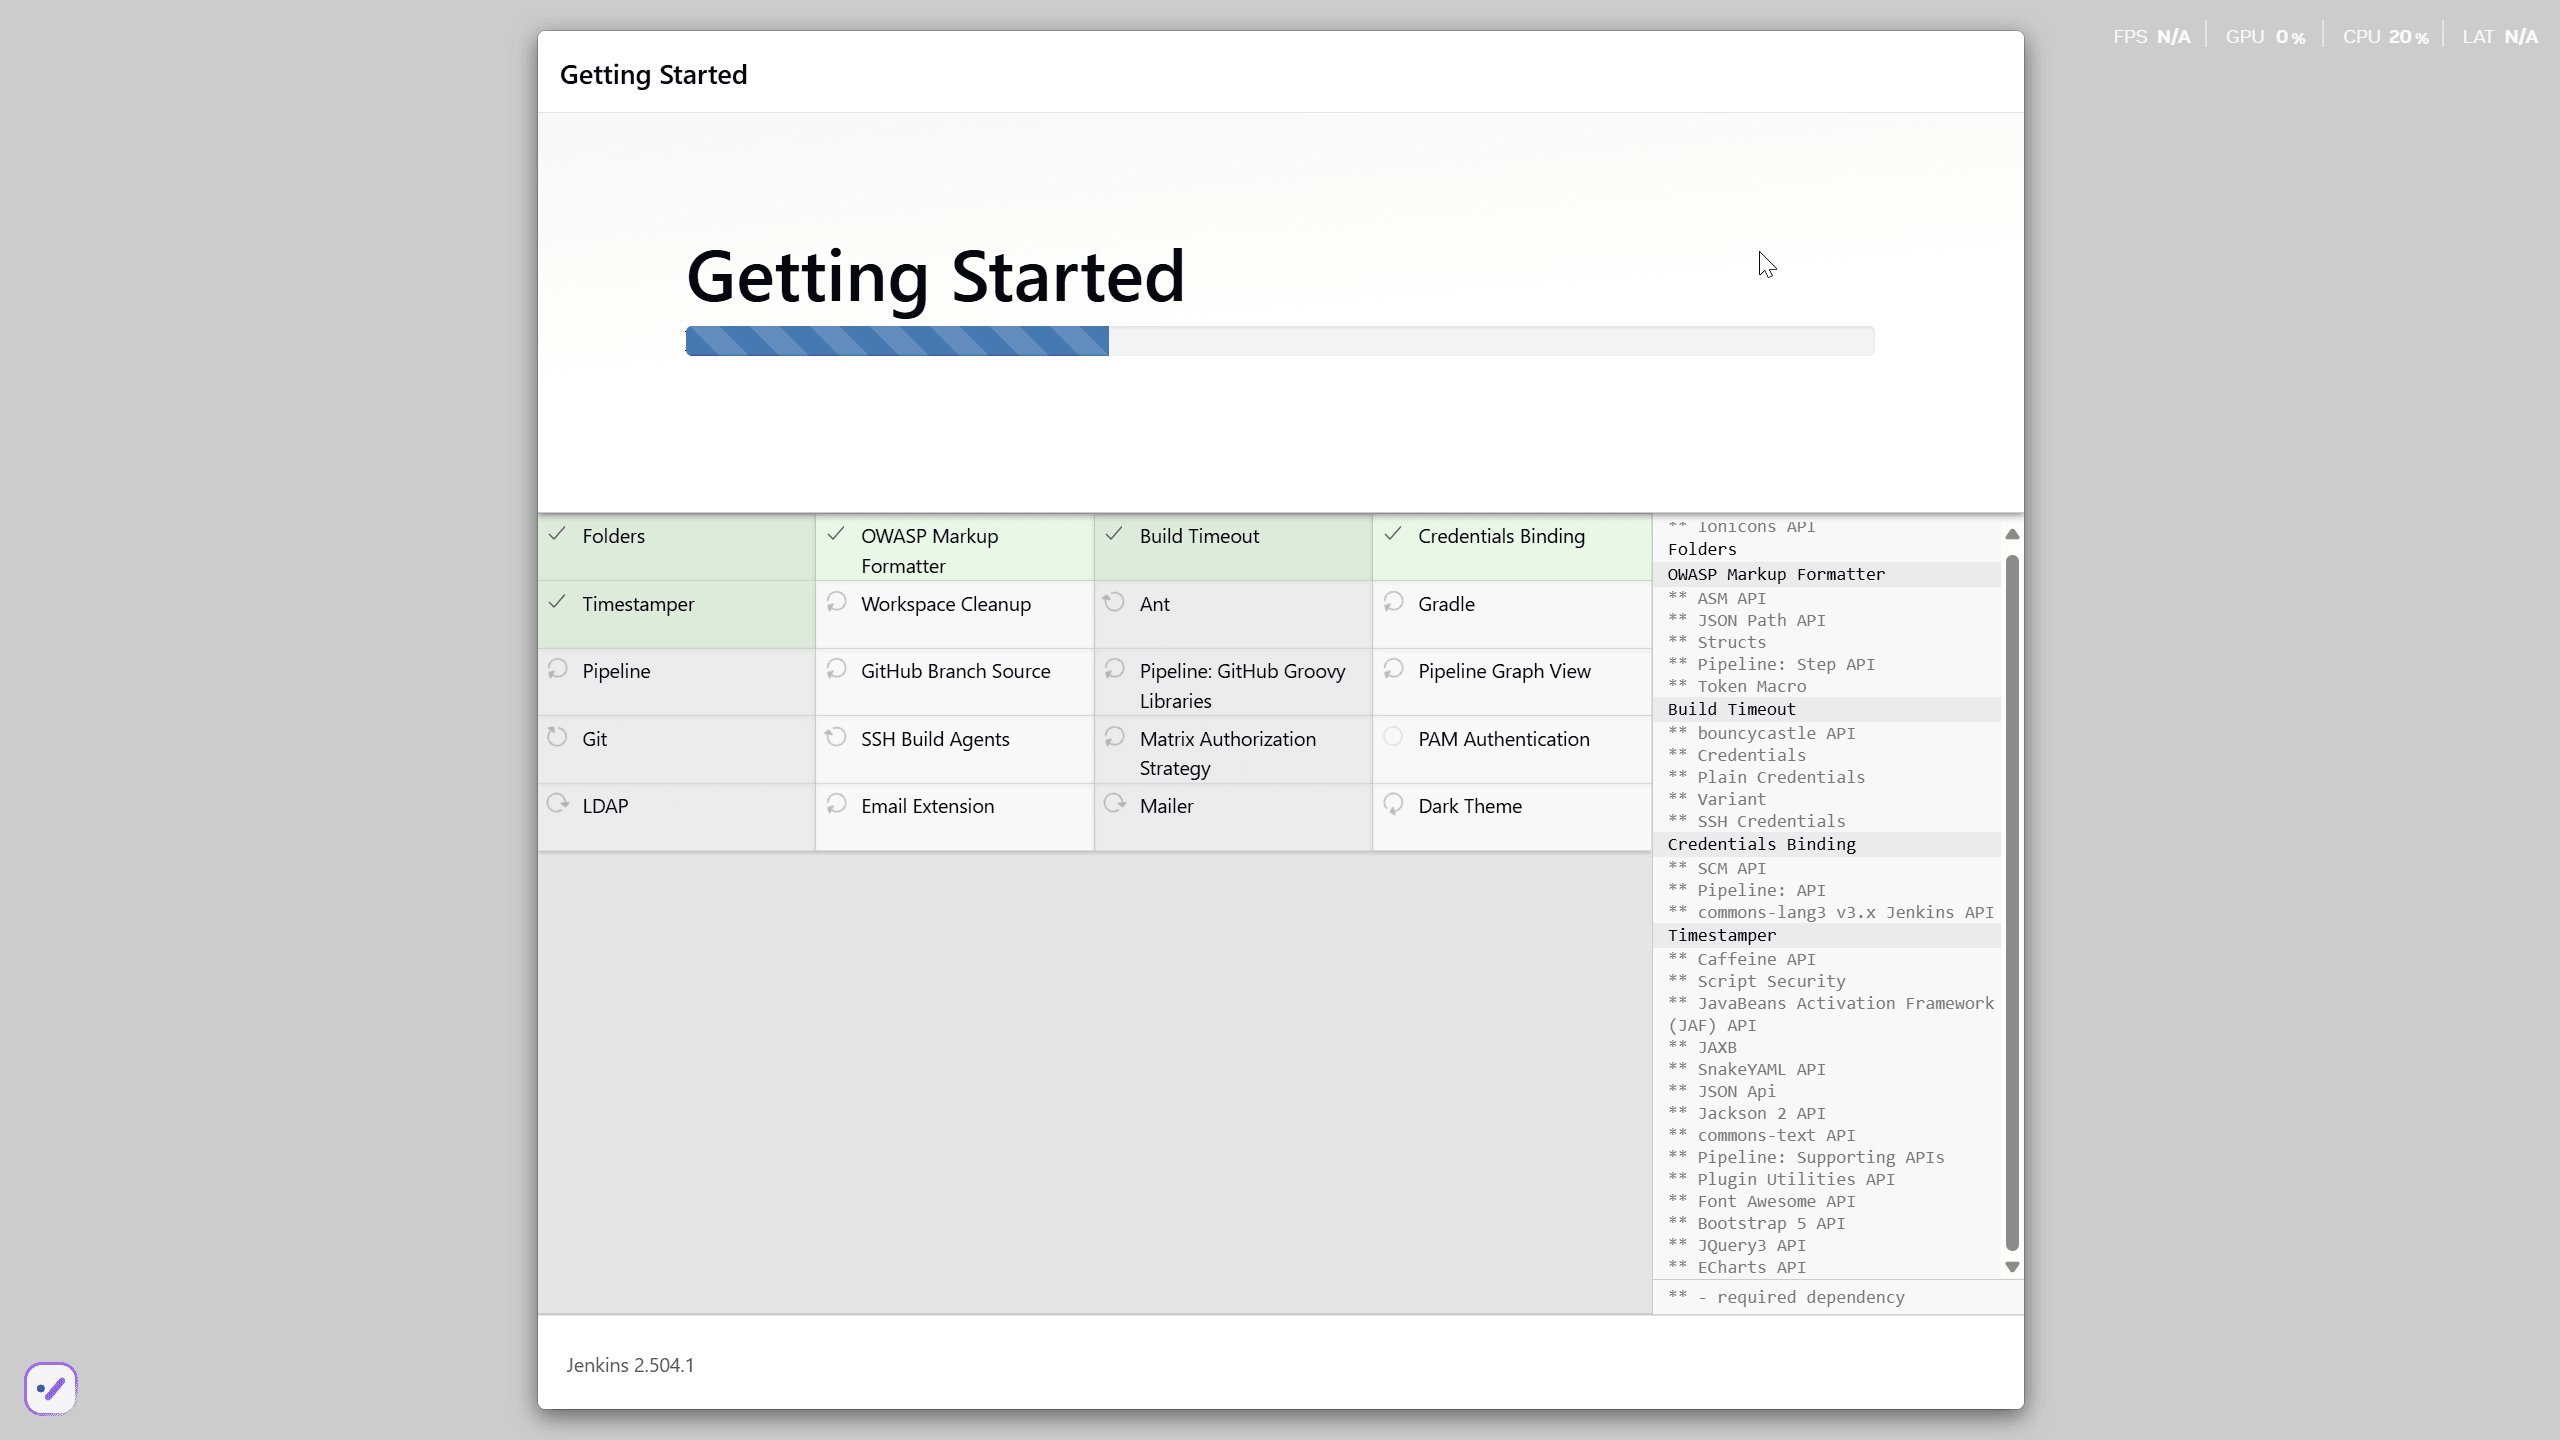 FPS N/A GPU 0 % CPU 20 % LAT N/A
Getting Started
Getting Started
Folders
OWASP Markup
Formatter
Build Timeout
Credentials Binding
Timestamper
Workspace Cleanup
Ant
Gradle
Pipeline
GitHub Branch Source
Pipeline: GitHub Groovy
Libraries
Pipeline Graph View
Git
SSH Build Agents
Matrix Authorization
Strategy
PAM Authentication
LDAP
Email Extension
Mailer
Dark Theme
** Ionicons API
Folders
OWASP Markup Formatter
** ASM API
** JSON Path API
** Structs
** Pipeline: Step API
** Token Macro
Build Timeout
** bouncycastle API
** Credentials
** Plain Credentials
** Variant
** SSH Credentials
Credentials Binding
** SCM API
** Pipeline: API
** commons-lang3 v3.x Jenkins API
Timestamper
** Caffeine API
** Script Security
** JavaBeans Activation Framework
(JAF) API
** JAXB
** SnakeYAML API
** JSON Api
** Jackson 2 API
** commons-text API
** Pipeline: Supporting APIs
** Plugin Utilities API
** Font Awesome API
** Bootstrap 5 API
** JQuery3 API
** ECharts API
** - required dependency
Jenkins 2.504.1